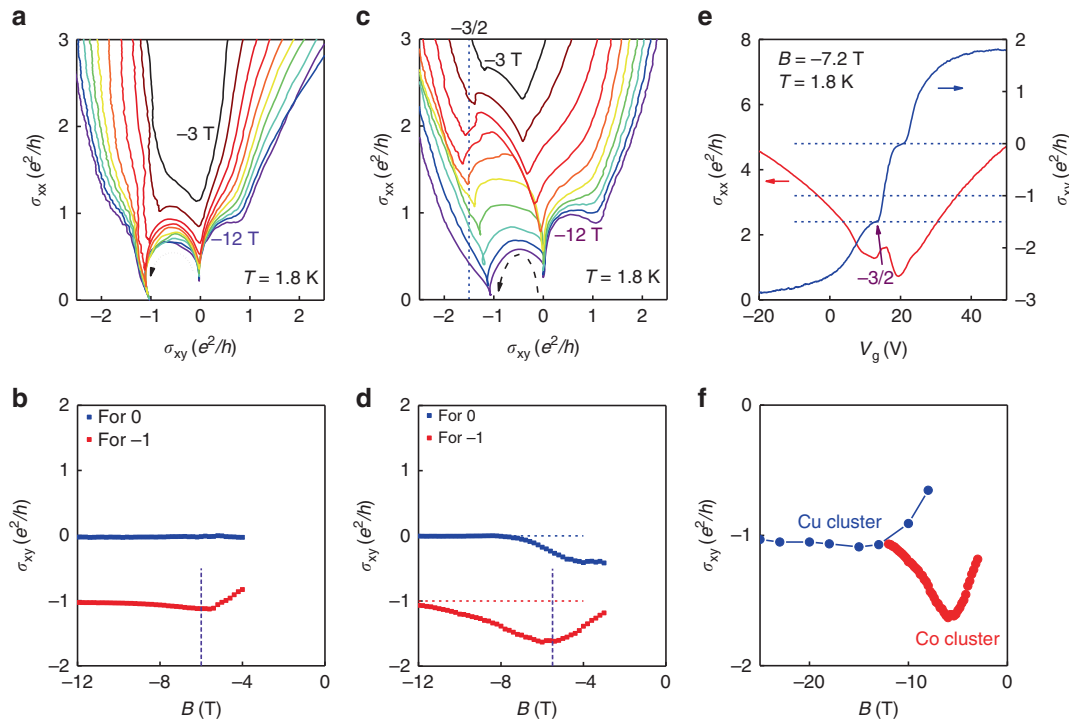 a
σxx (e²/h)
3
2
1
0
−3 T
−12 T
T = 1.8 K
−2
−1
0
1
2
σxy (e²/h)
c
σxx (e²/h)
3
2
1
0
−3/2
−3 T
−12 T
T = 1.8 K
−2
−1
0
1
2
σxy (e²/h)
e
σxx (e²/h)
8
6
4
2
0
B = −7.2 T
T = 1.8 K
−3/2
2
1
0
−1
−2
−3
σxy (e²/h)
−20
0
20
40
Vg (V)
b
σxy (e²/h)
2
1
0
−1
−2
For 0
For −1
−12
−8
−4
0
B (T)
d
σxy (e²/h)
2
1
0
−1
−2
For 0
For −1
−12
−8
−4
0
B (T)
f
σxy (e²/h)
0
−1
−2
Cu cluster
Co cluster
−20
−10
0
B (T)